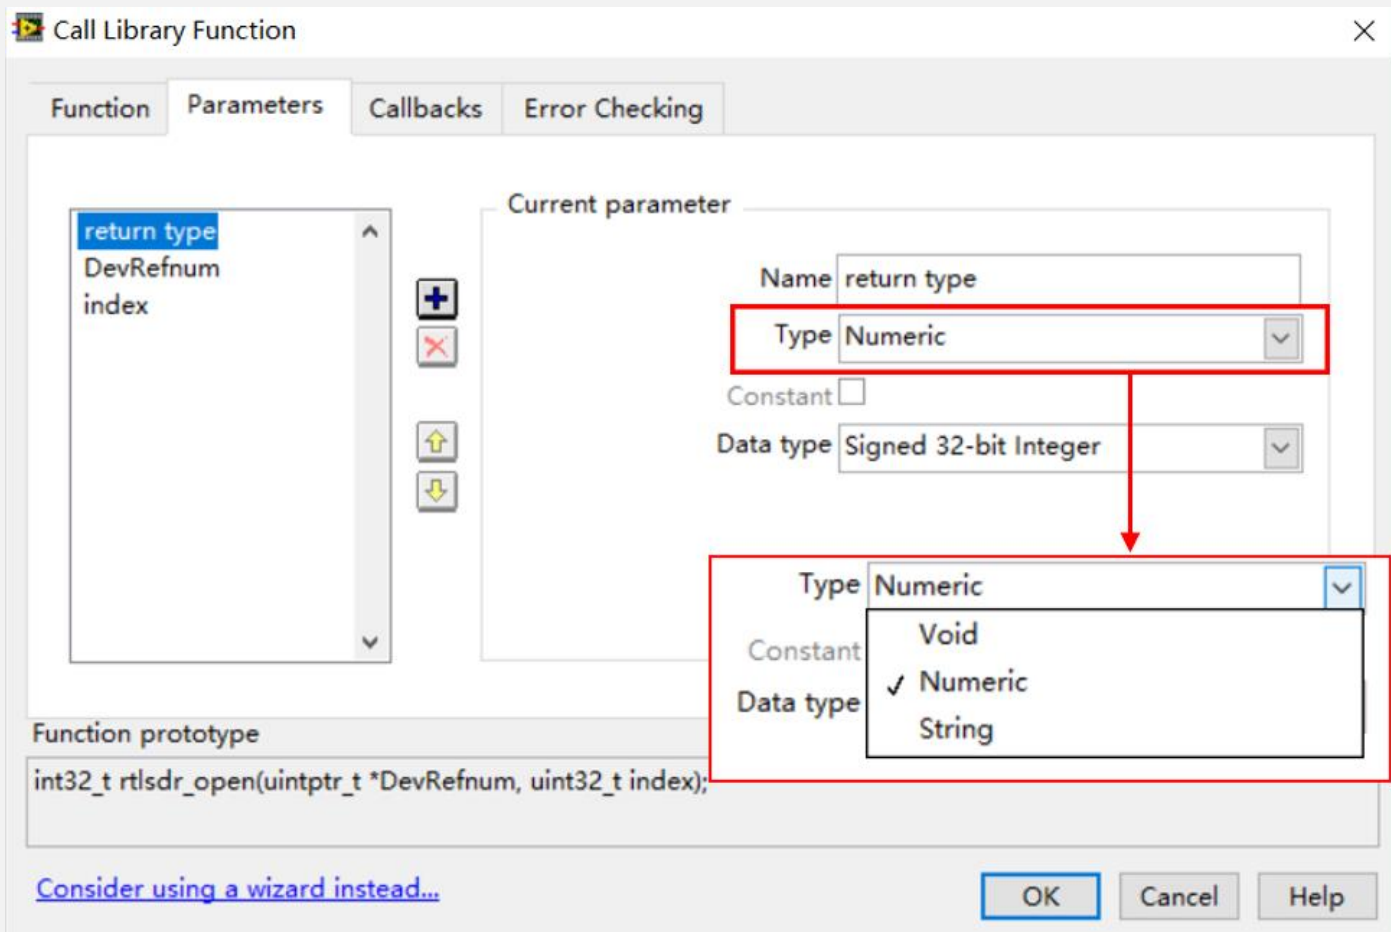 Call Library Function
Function Parameters Callbacks Error Checking
return type
DevRefnum
index
Current parameter
Name return type
Type Numeric
Constant
Data type Signed 32-bit Integer
Type Numeric
Void
Constant
✓ Numeric
Data type
String
Function prototype
int32_t rtlsdr_open(uintptr_t *DevRefnum, uint32_t index);
Consider using a wizard instead...
OK Cancel Help